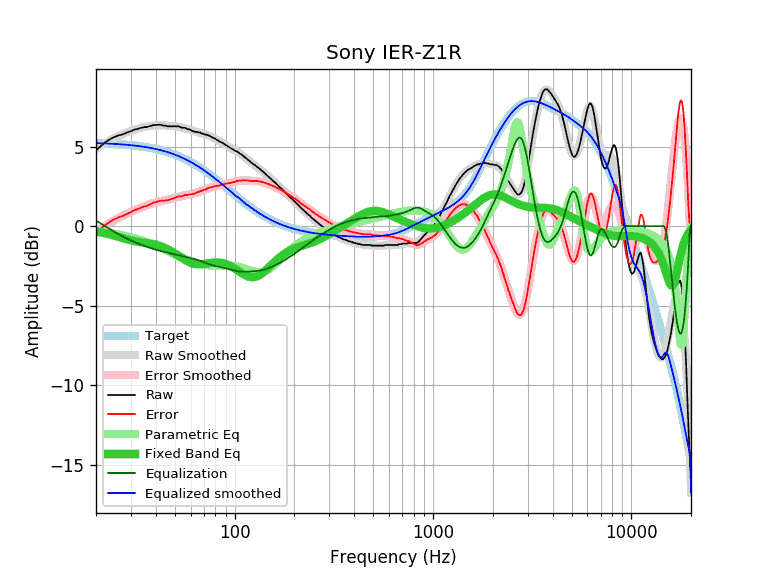 Sony IER-Z1R
Amplitude (dBr)
5
0
−5
−10
−15
Target
Raw Smoothed
Error Smoothed
Raw
Error
Parametric Eq
Fixed Band Eq
Equalization
Equalized smoothed
100
1000
10000
Frequency (Hz)